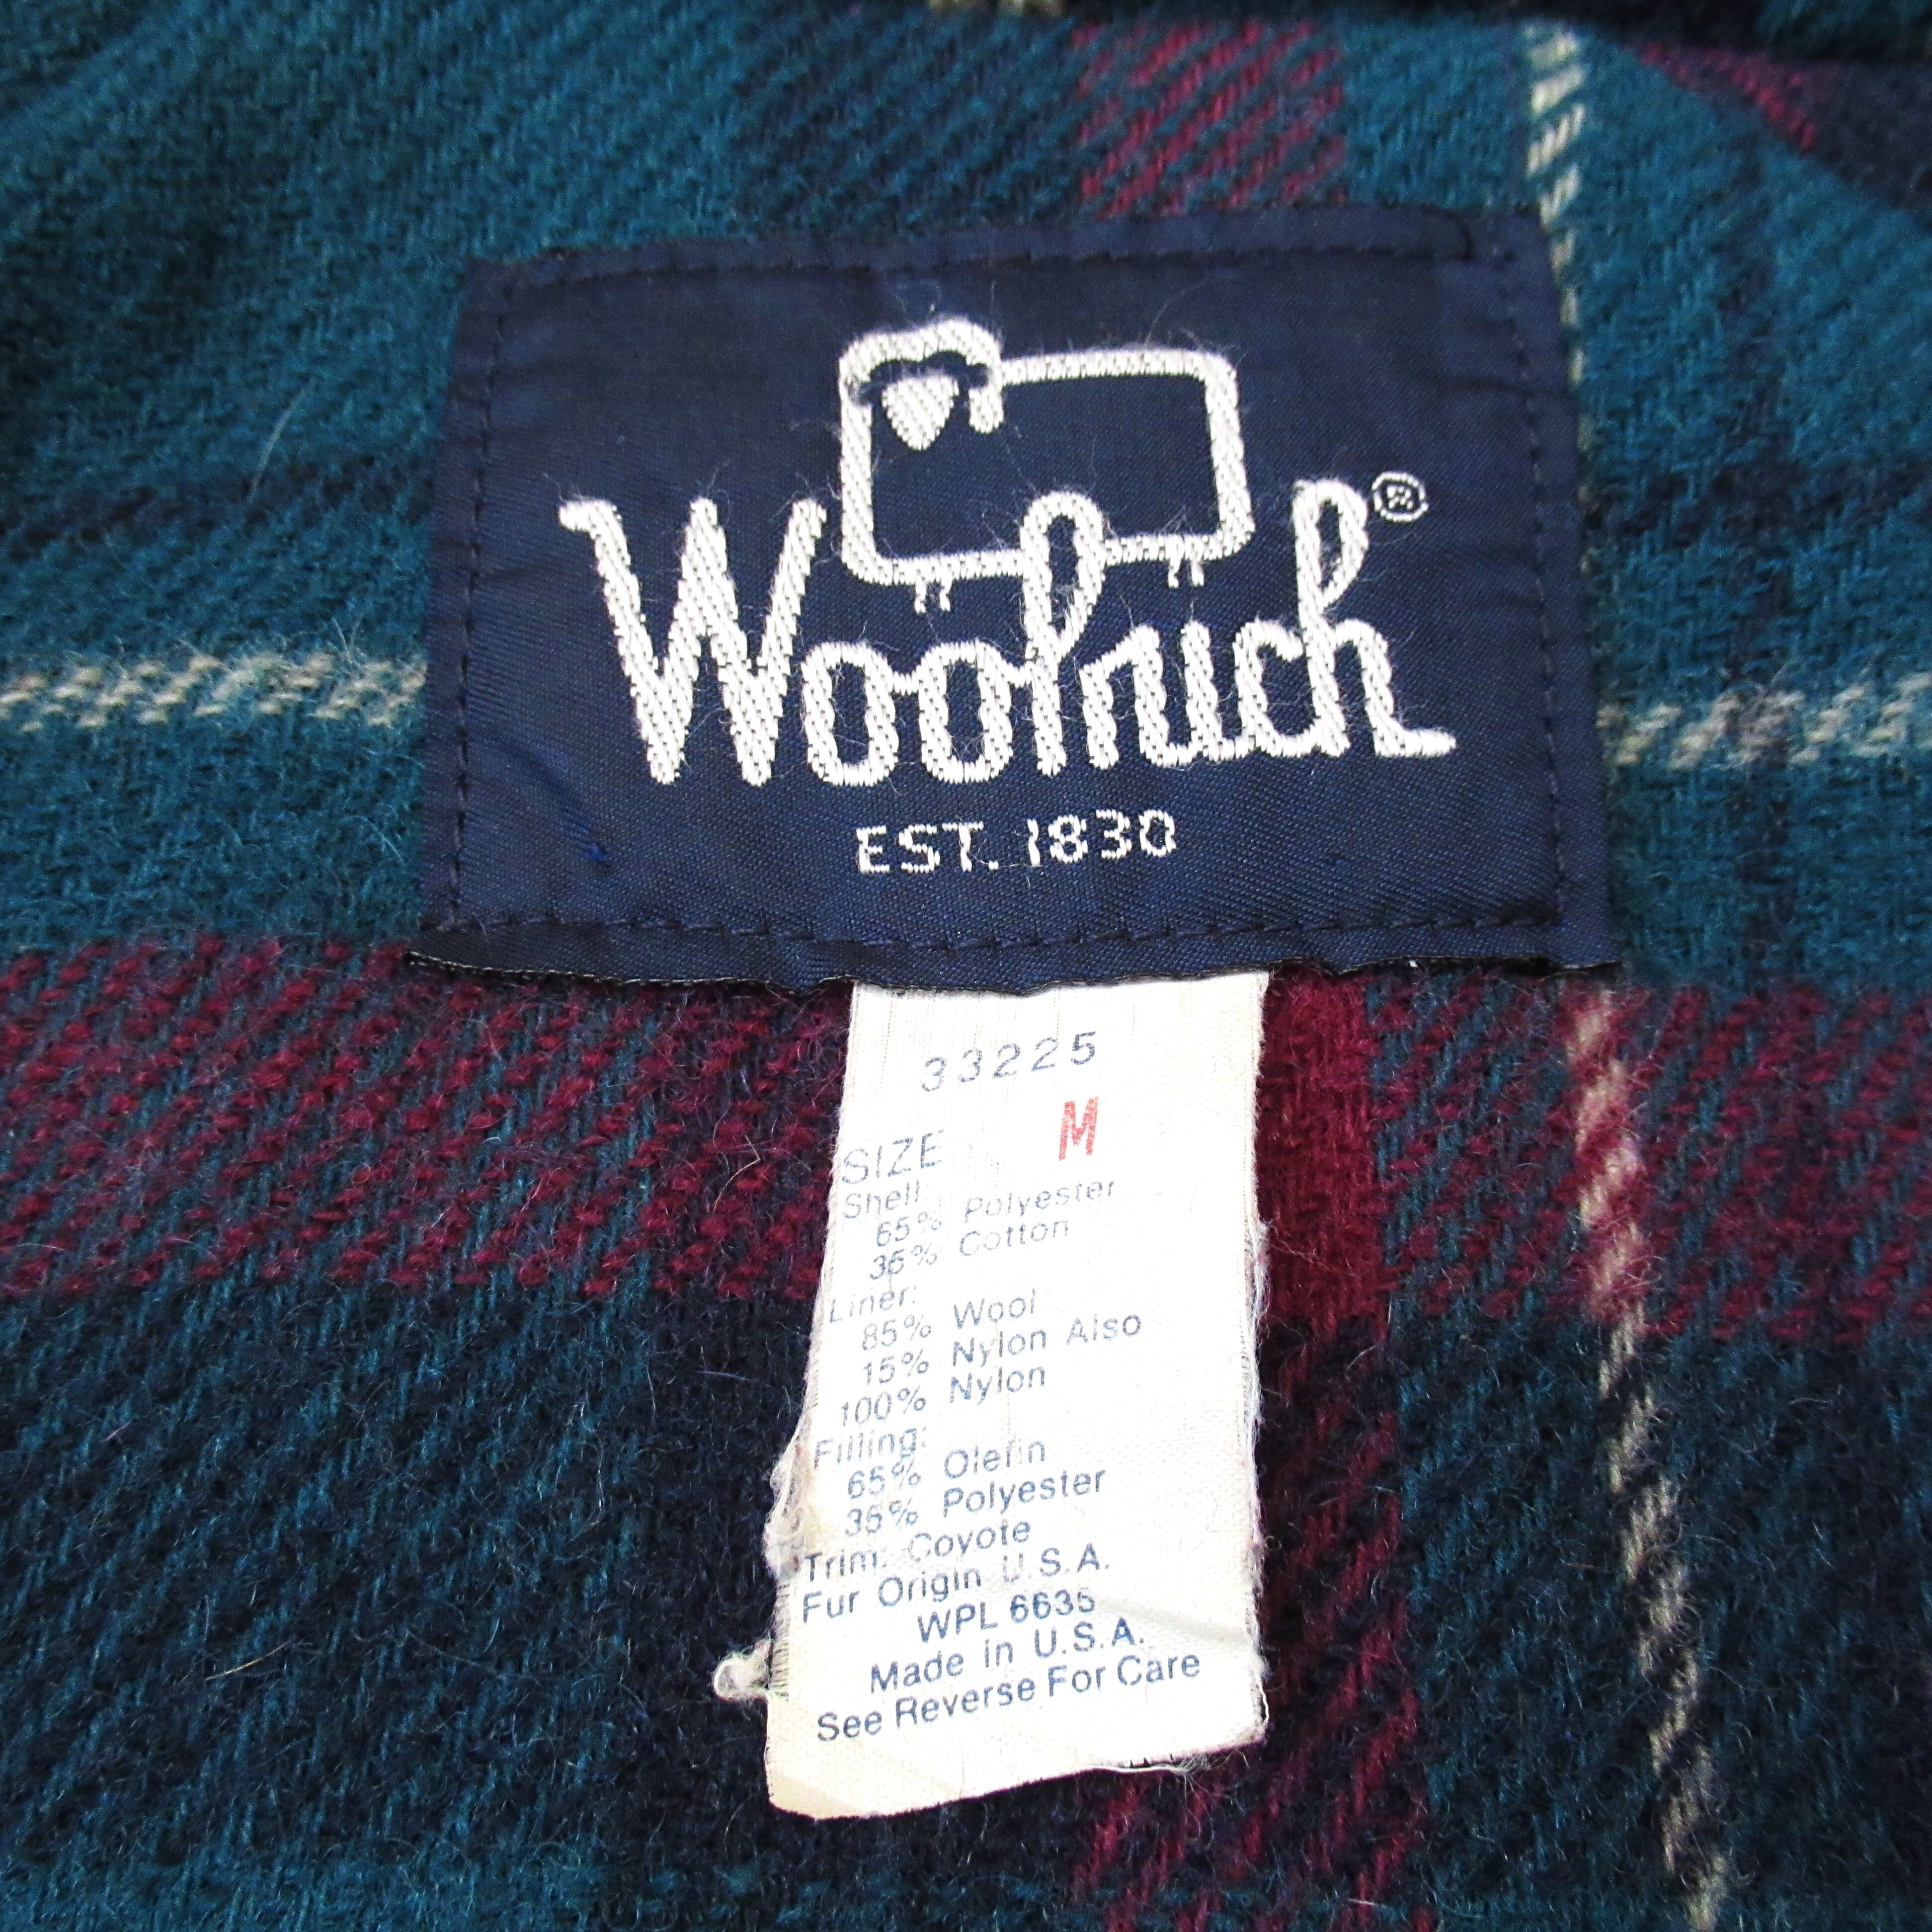 Woolrich®
EST. 1830
33225
SIZE M
Shell:
65% Polyester
35% Cotton
Liner:
85% Wool
15% Nylon Also
100% Nylon
Filling:
65% Olefin
35% Polyester
Trim: Coyote
Fur Origin U.S.A.
WPL 6635
Made in U.S.A.
See Reverse For Care